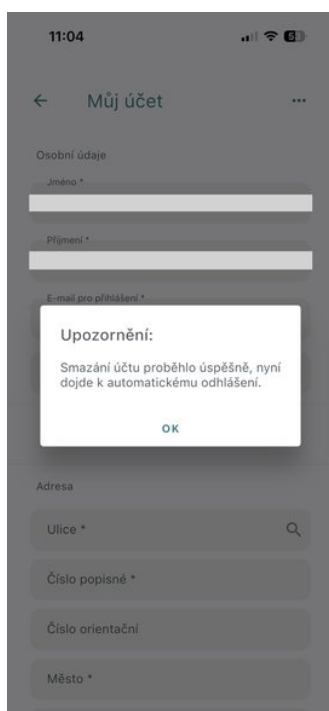 11:04
Můj účet
Osobní údaje
Jméno *
Příjmení *
E-mail pro přihlášení *
Upozornění:
Smazání účtu proběhlo úspěšně, nyní
dojde k automatickému odhlášení.
OK
Adresa
Ulice *
Číslo popisné *
Číslo orientační
Město *